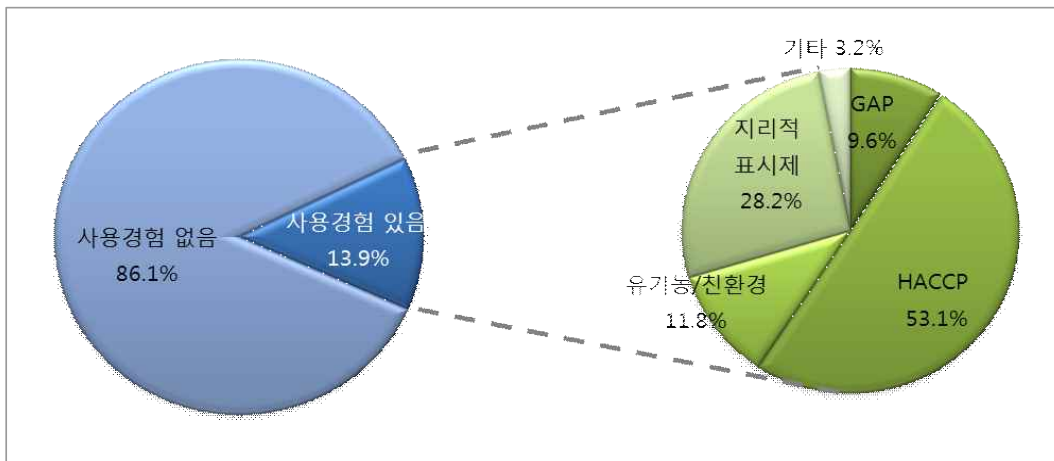 사용경험 없음
86.1%
사용경험 있음
13.9%
기타 3.2%
GAP
9.6%
HACCP
53.1%
유기농/친환경
11.8%
지리적
표시제
28.2%